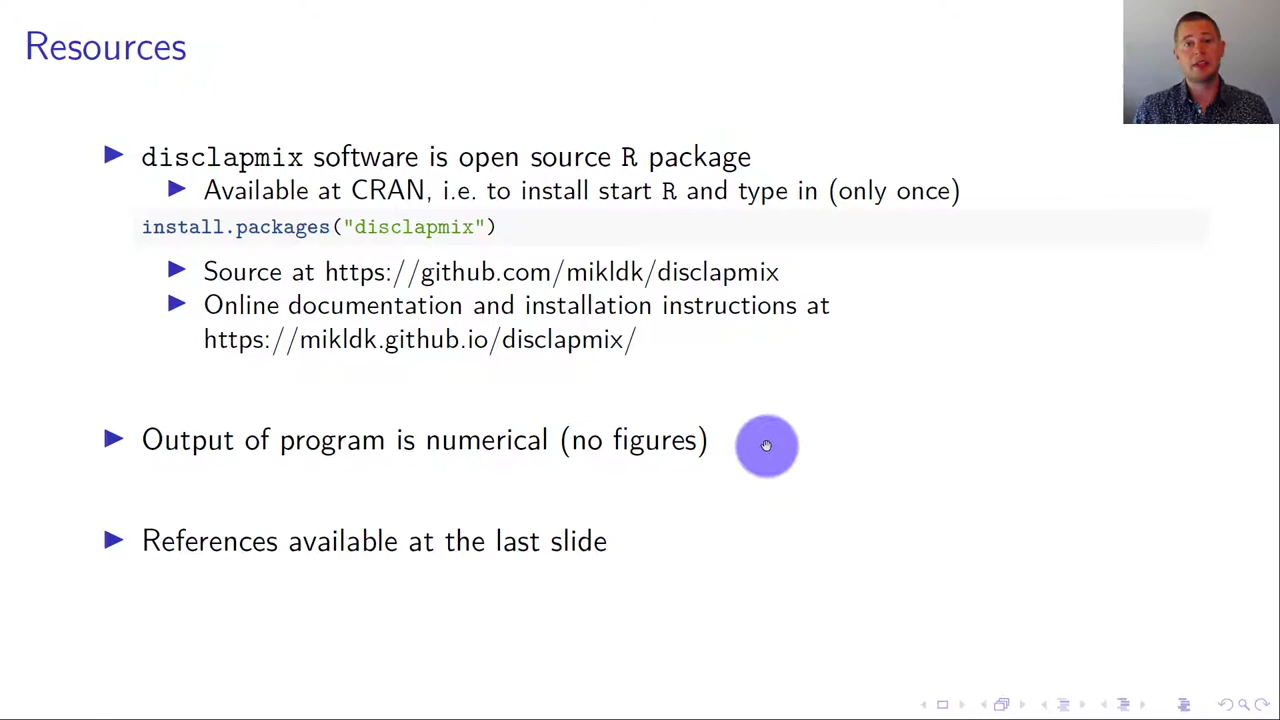 Resources
disclapmix software is open source R package
Available at CRAN, i.e. to install start R and type in (only once)
install.packages("disclapmix")
Source at https://github.com/mikldk/disclapmix
Online documentation and installation instructions at
https://mikldk.github.io/disclapmix/
Output of program is numerical (no figures)
References available at the last slide